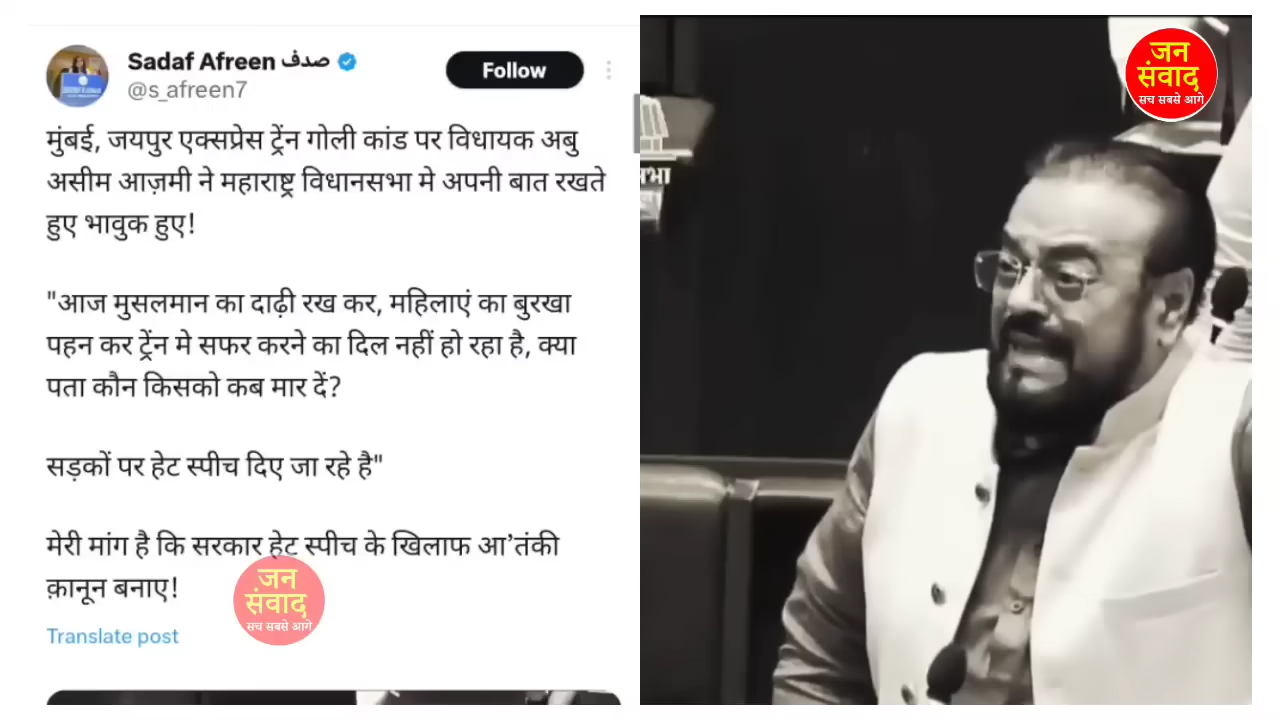 Sadaf Afreen صدف
@s_afreen7
Follow
मुंबई, जयपुर एक्सप्रेस ट्रेंन गोली कांड पर विधायक अबु
असीम आज़मी ने महाराष्ट्र विधानसभा मे अपनी बात रखते
हुए भावुक हुए!
"आज मुसलमान का दाढ़ी रख कर, महिलाएं का बुरखा
पहन कर ट्रेंन मे सफर करने का दिल नहीं हो रहा है, क्या
पता कौन किसको कब मार दें?
सड़कों पर हेट स्पीच दिए जा रहे है"
मेरी मांग है कि सरकार हेट स्पीच के खिलाफ आ'तंकी
क़ानून बनाए!
जन
संवाद
सच सबसे आगे
Translate post
जन
संवाद
सच सबसे आगे